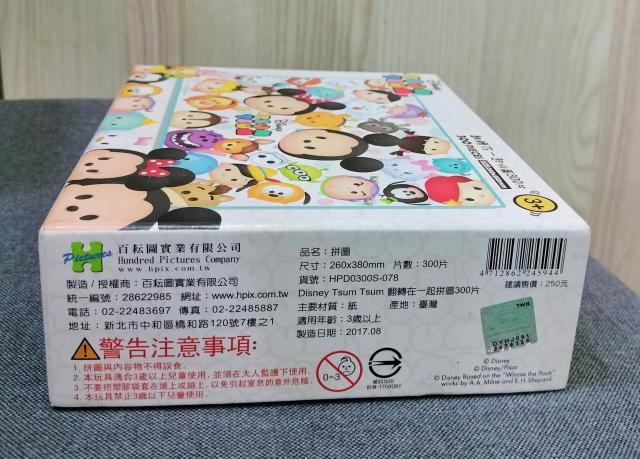 Disney
300 PIECES
3+
H
Pictures
百耘圖實業有限公司
Hundred Pictures Company
www.hpix.com.tw
製造/授權商:百耘圖實業有限公司
統一編號:28622985 網址:www.hpix.com.tw
電話:02-22483697 傳真:02-22485887
地址:新北市中和區橋和路120號7樓之1
警告注意事項:
1. 拼圖與內容物不得誤食。
2. 本玩具適合3歲以上兒童使用,並須在大人監護下使用。
3. 不要把塑膠袋套在頭上或臉上,以免引起窒息的意外危險。
4. 本玩具禁止3歲以下兒童使用。
品名:拼圖
尺寸:260x380mm 片數:300片
貨號:HPD0300S-078
Disney Tsum Tsum 翻轉在一起拼圖300片
主要材質:紙 產地:臺灣
適用年齡:3歲以上
製造日期:2017.08
0-3
M35505
4 712862 245944
建議售價:250元
TWN
© Disney
© Disney/Pixar
© Disney Based on the "Winnie the Pooh"
works by A.A. Milne and E.H. Shepard.